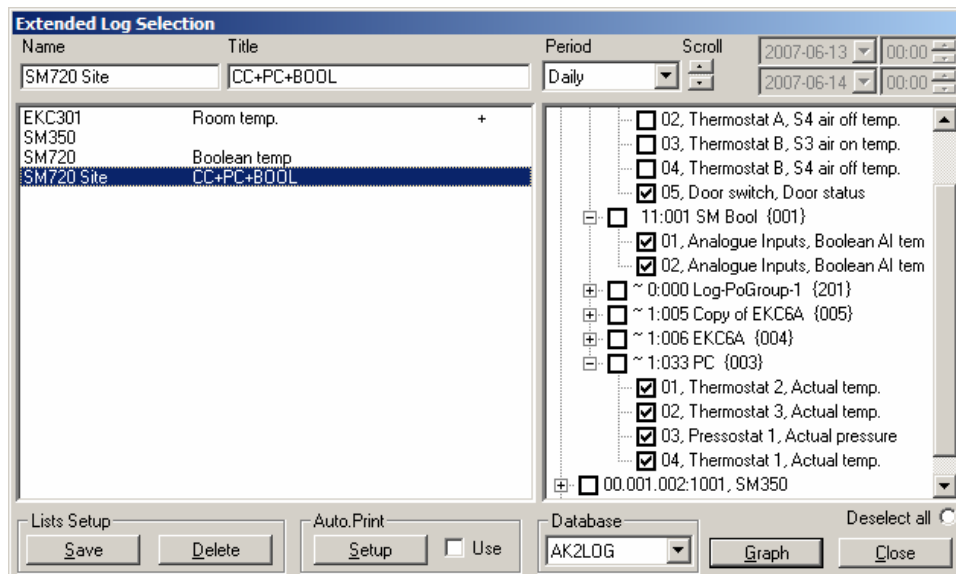 Extended Log Selection
Name Title Period Scroll 2007-06-13 00:00
SM720 Site CC+PC+BOOL Daily 2007-06-14 00:00
EKC301 Room temp. +
SM350
SM720 Boolean temp
SM720 Site CC+PC+BOOL
02, Thermostat A, S4 air off temp.
03, Thermostat B, S3 air on temp.
04, Thermostat B, S4 air off temp.
05, Door switch, Door status
11:001 SM Bool {001}
01, Analogue Inputs, Boolean AI tem
02, Analogue Inputs, Boolean AI tem
~ 0:000 Log-PoGroup-1 {201}
~ 1:005 Copy of EKC6A {005}
~ 1:006 EKC6A {004}
~ 1:033 PC {003}
01, Thermostat 2, Actual temp.
02, Thermostat 3, Actual temp.
03, Pressostat 1, Actual pressure
04, Thermostat 1, Actual temp.
00.001.002:1001, SM350
Lists Setup Auto.Print Database Deselect all
Save Delete Setup Use AK2LOG Graph Close